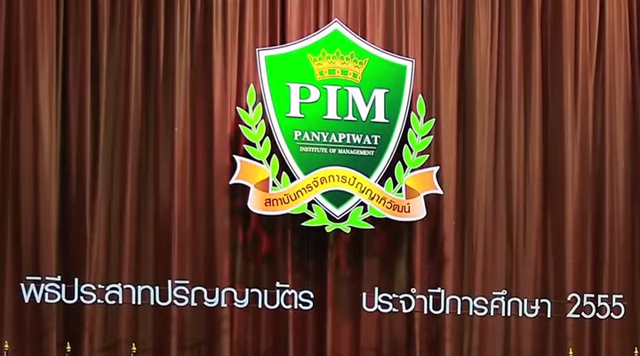 PIM
PANYAPIWAT
INSTITUTE OF MANAGEMENT
สถาบันการจัดการปัญญาภิวัฒน์
พิธีประสาทปริญญาบัตร ประจำปีการศึกษา 2555